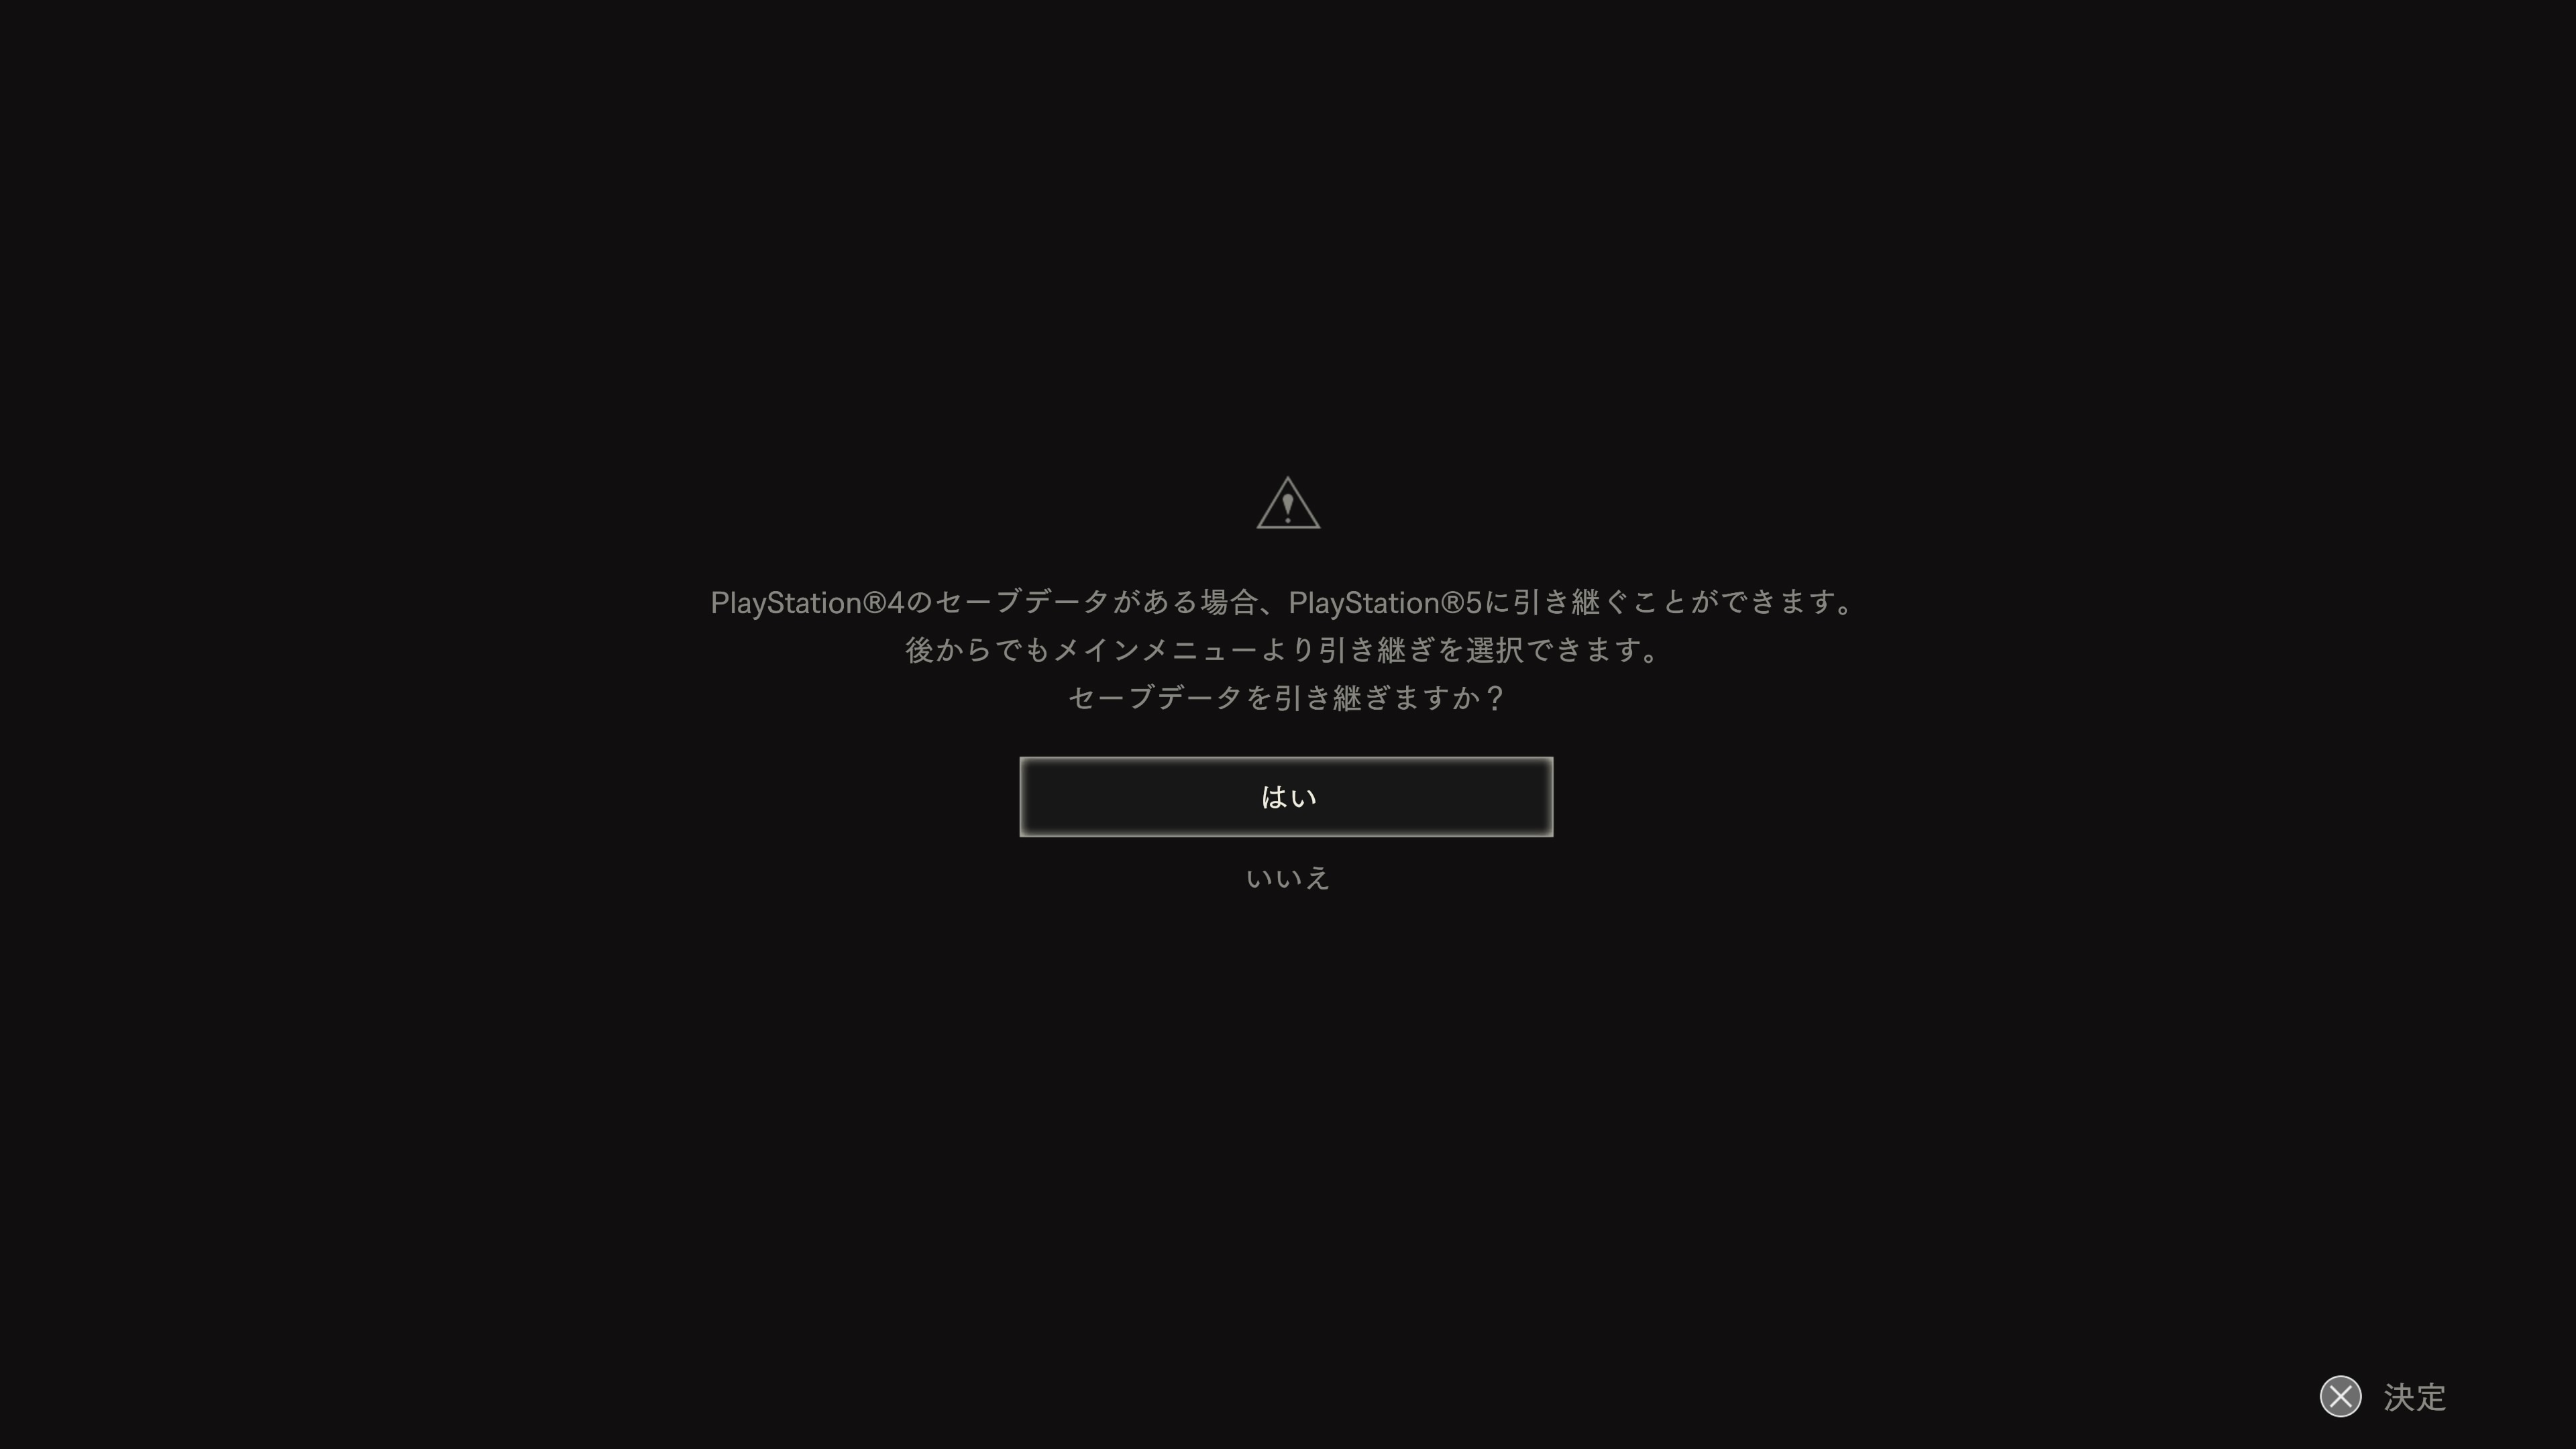 PlayStation®4のセーブデータがある場合、PlayStation®5に引き継ぐことができます。
後からでもメインメニューより引き継ぎを選択できます。
セーブデータを引き継ぎますか？
はい
いいえ
決定